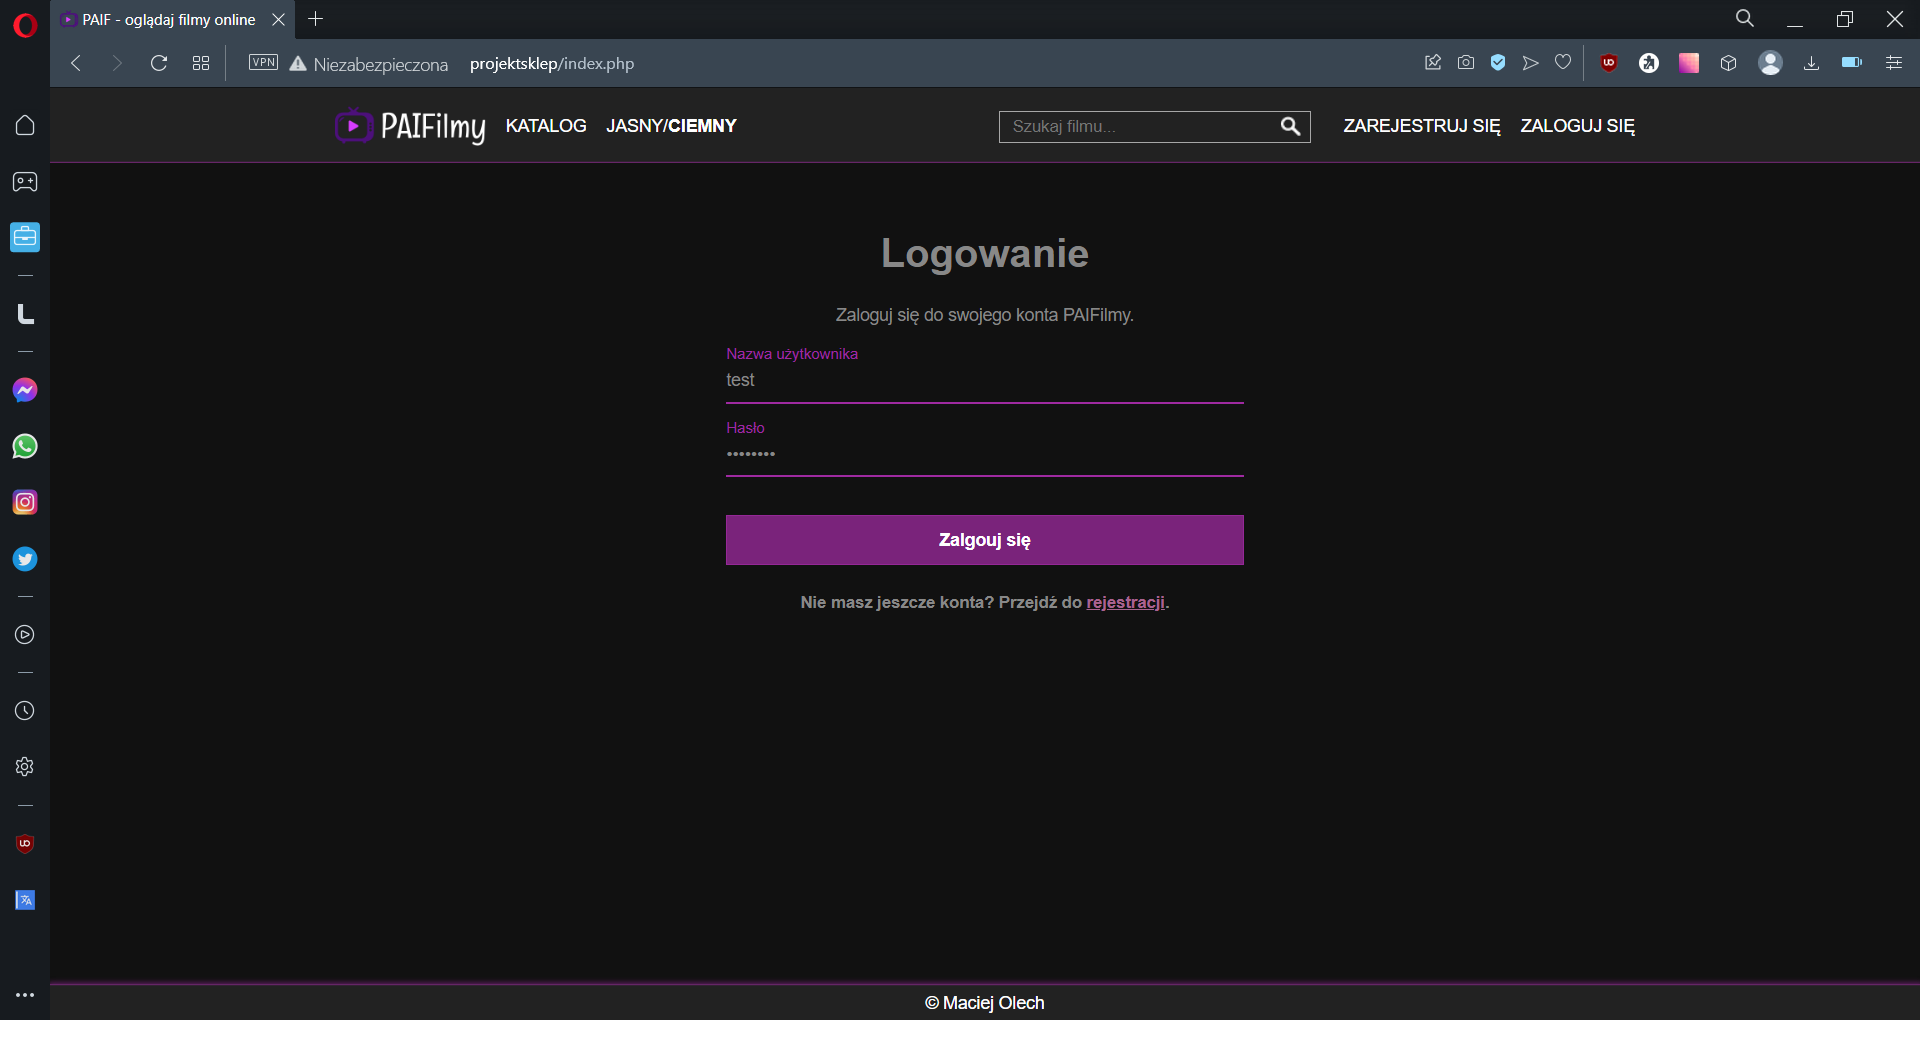 PAIF - oglądaj filmy online
VPN Niezabezpieczona projektsklep/index.php
PAIFilmy KATALOG JASNY/CIEMNY Szukaj filmu... ZAREJESTRUJ SIĘ ZALOGUJ SIĘ
Logowanie
Zaloguj się do swojego konta PAIFilmy.
Nazwa użytkownika
test
Hasło
••••••••
Zalgouj się
Nie masz jeszcze konta? Przejdź do rejestracji.
© Maciej Olech